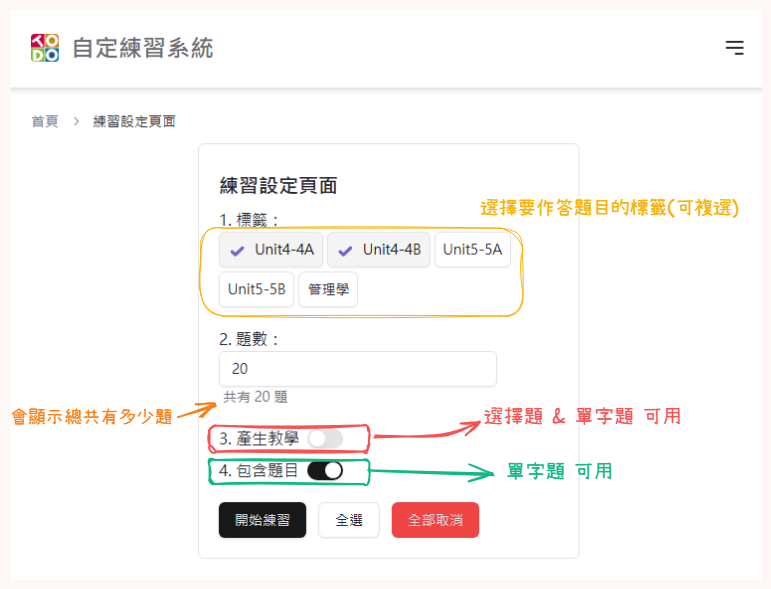 TODO
自定練習系統
首頁 > 練習設定頁面
練習設定頁面
選擇要作答題目的標籤(可複選)
1. 標籤：
Unit4-4A Unit4-4B Unit5-5A
Unit5-5B 管理學
2. 題數：
20
共有 20 題
會顯示總共有多少題
選擇題 & 單字題 可用
3. 產生教學
4. 包含題目
單字題 可用
開始練習 全選 全部取消